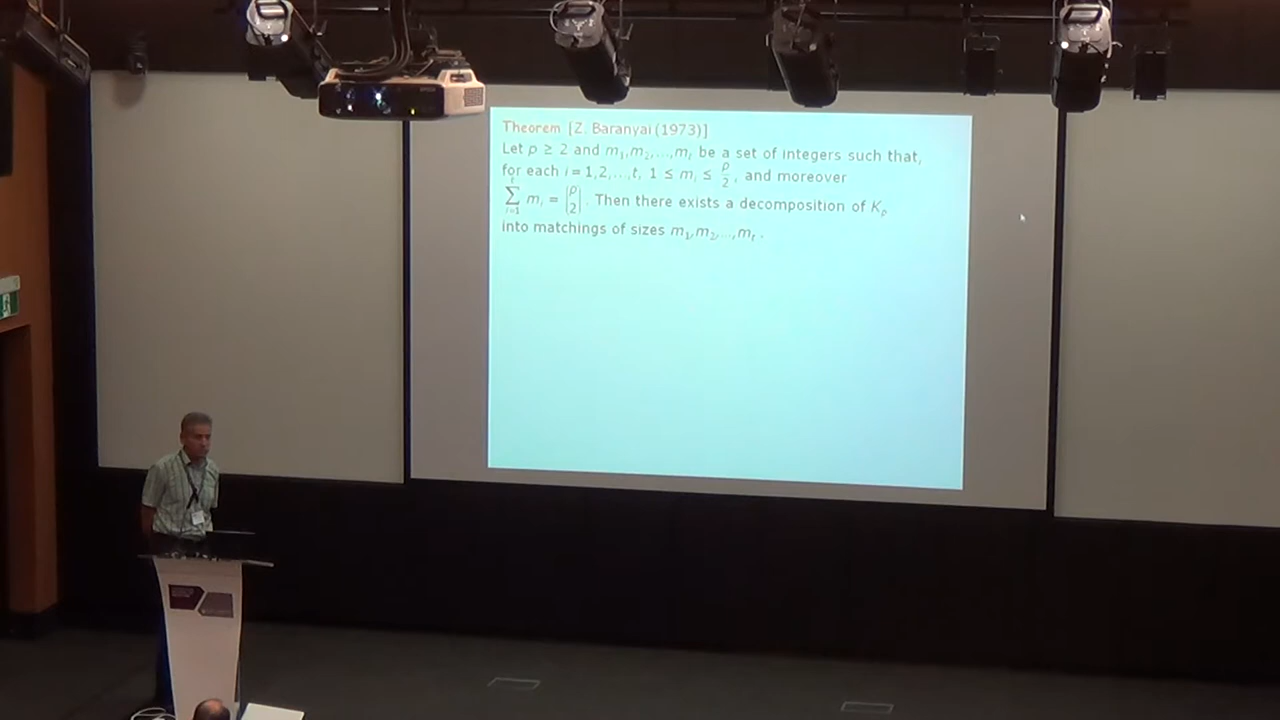 Theorem [Z. Baranyai (1973)]
Let p ≥ 2 and m₁,m₂,...,mₜ be a set of integers such that,
for each i = 1,2,...,t, 1 ≤ mᵢ ≤ p/2, and moreover
∑ᵢ₌₁ᵗ mᵢ = (p 2). Then there exists a decomposition of Kₚ
into matchings of sizes m₁,m₂,...,mₜ .